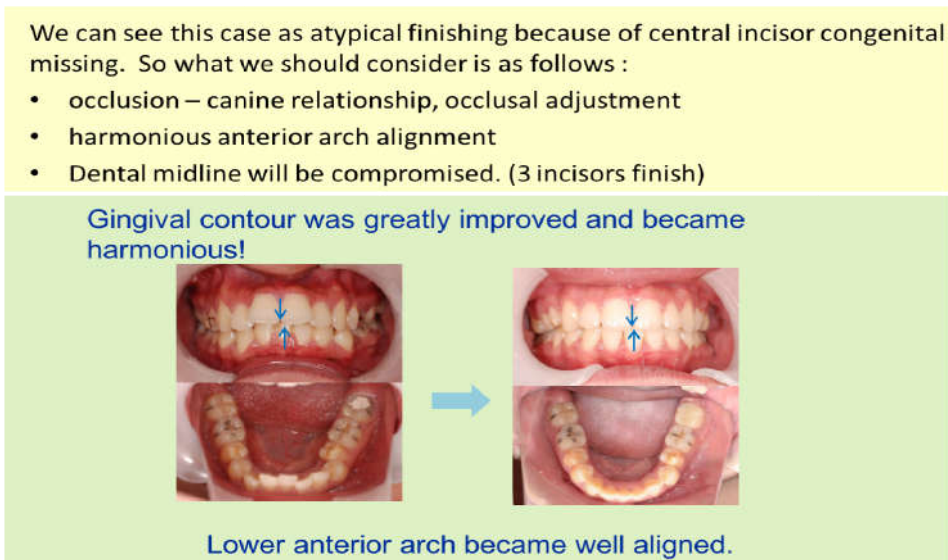 We can see this case as atypical finishing because of central incisor congenital
missing.  So what we should consider is as follows :
• occlusion – canine relationship, occlusal adjustment
• harmonious anterior arch alignment
• Dental midline will be compromised. (3 incisors finish)
Gingival contour was greatly improved and became
harmonious!
Lower anterior arch became well aligned.